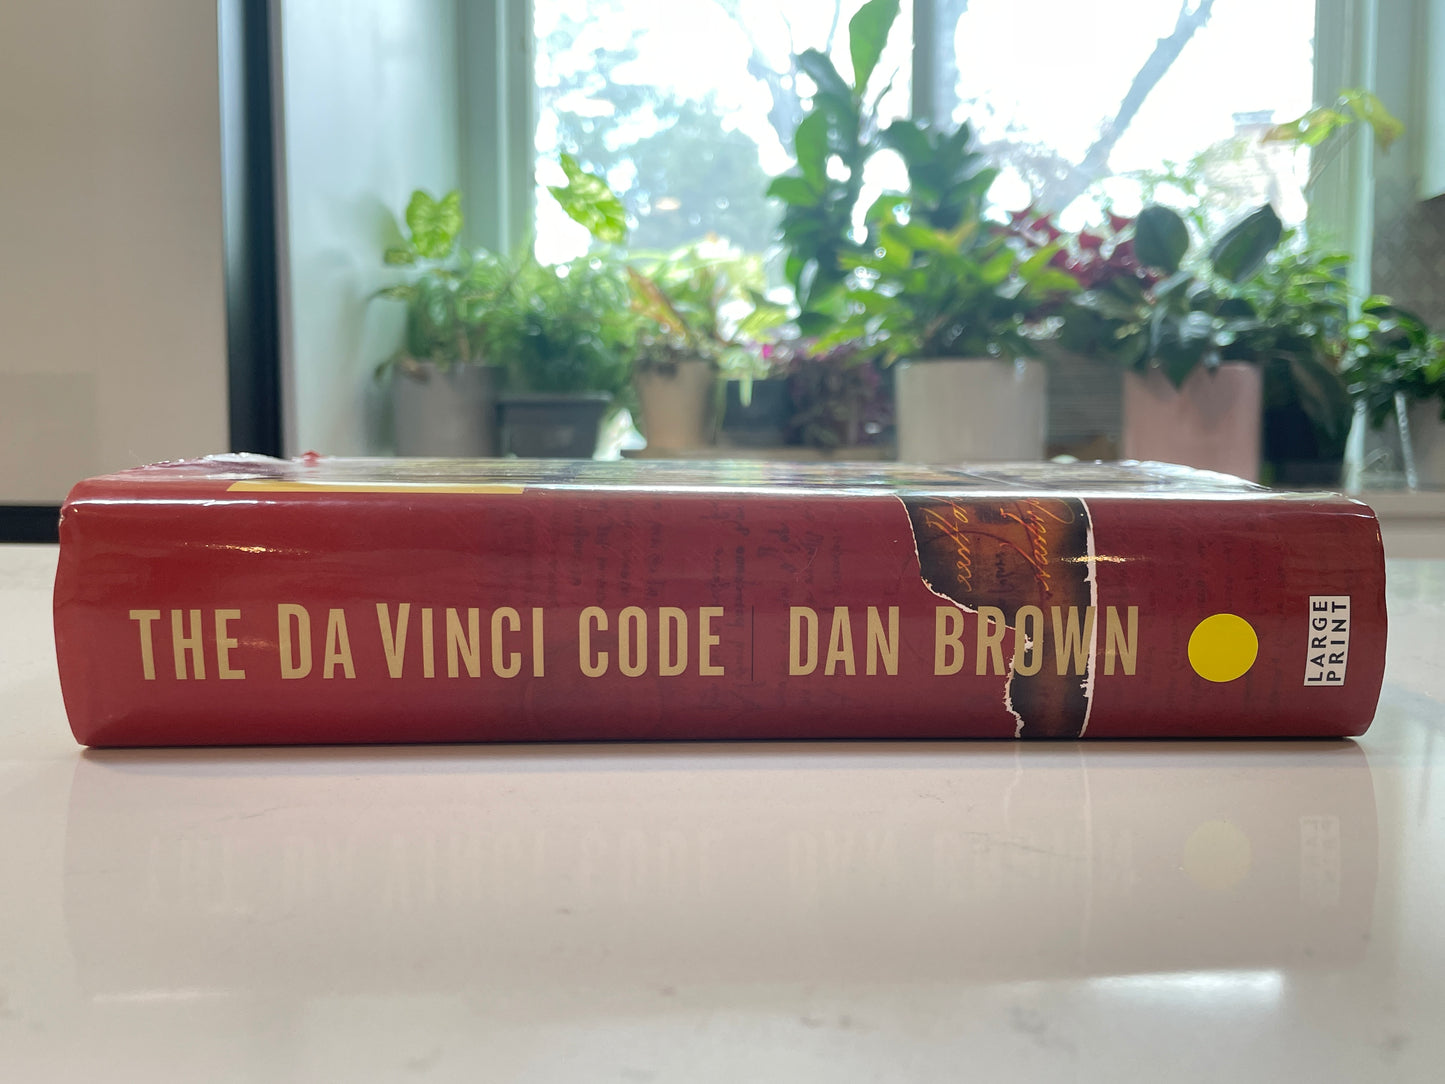 THE DA VINCI CODE DAN BROWN
LARGE
PRINT